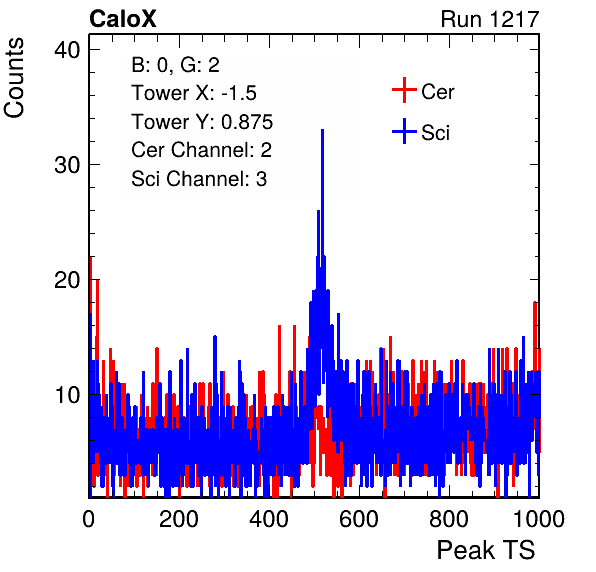 CaloX
Run 1217
Counts
B: 0, G: 2
Tower X: -1.5
Tower Y: 0.875
Cer Channel: 2
Sci Channel: 3
Cer
Sci
40
30
20
10
0 200 400 600 800 1000
Peak TS